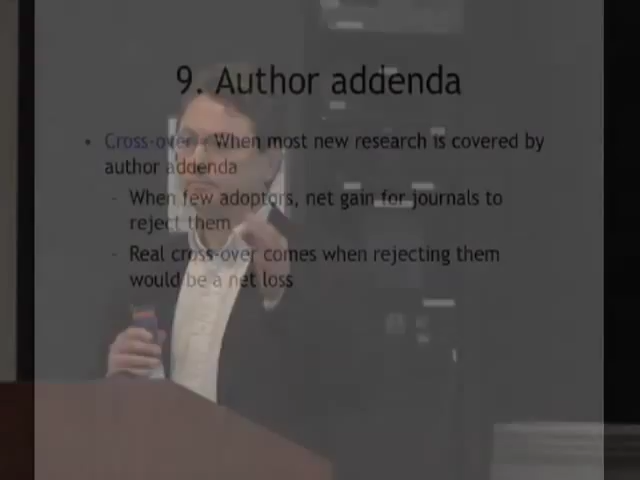 9. Author addenda
• Cross-over: When most new research is covered by
author addenda
- When few adoptors, net gain for journals to
reject them
- Real cross-over comes when rejecting them
would be a net loss